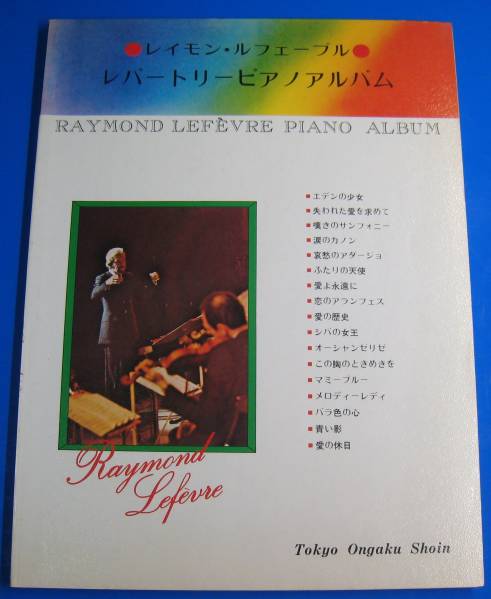 ●レイモン・ルフェーブル●
レパートリーピアノアルバム
RAYMOND LEFÈVRE PIANO ALBUM
■エデンの少女
■失われた愛を求めて
■嘆きのサンフォニー
■涙のカノン
■哀愁のアダージョ
■ふたりの天使
■愛よ永遠に
■恋のアランフェス
■愛の歴史
■シバの女王
■オーシャンゼリゼ
■この胸のときめきを
■マミーブルー
■メロディーレディ
■バラ色の心
■青い影
■愛の休日
Raymond
Lefèvre
Tokyo Ongaku Shoin